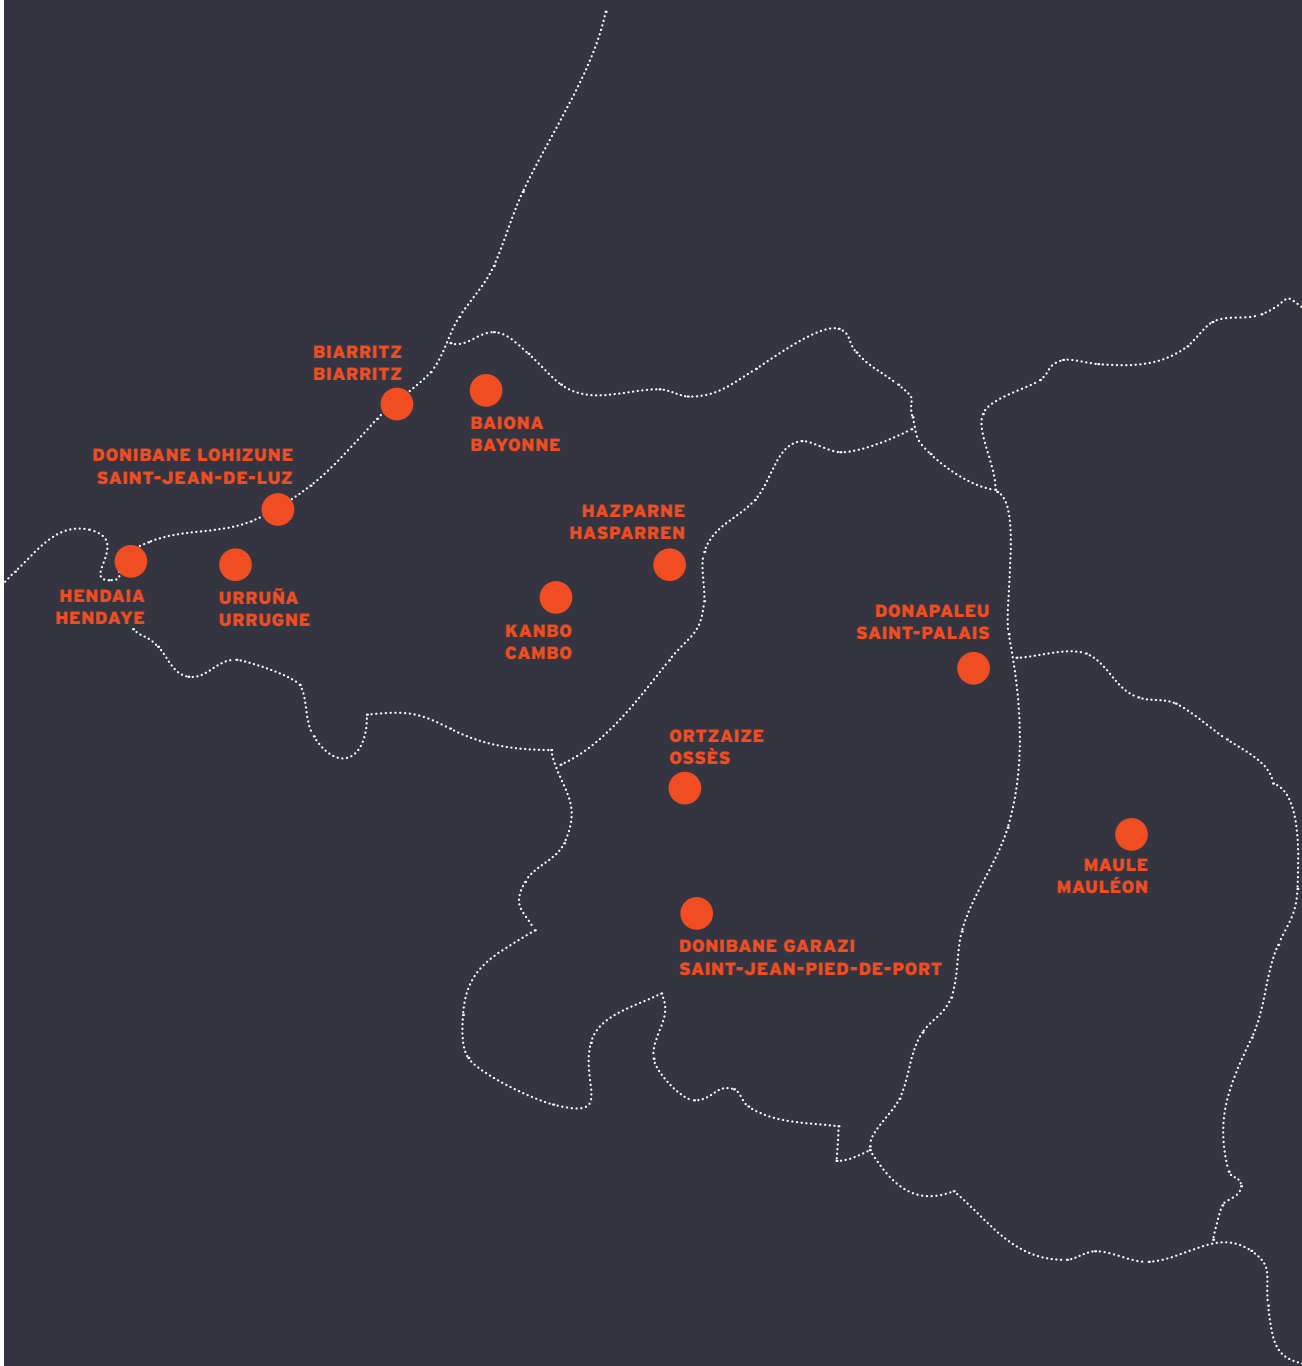 BIARRITZ
BIARRITZ
BAIONA
BAYONNE
DONIBANE LOHIZUNE
SAINT-JEAN-DE-LUZ
HAZPARNE
HASPARREN
HENDAIA
HENDAYE
URRUÑA
URRUGNE
KANBO
CAMBO
DONAPALEU
SAINT-PALAIS
ORTZAIZE
OSSÈS
MAULE
MAULÉON
DONIBANE GARAZI
SAINT-JEAN-PIED-DE-PORT